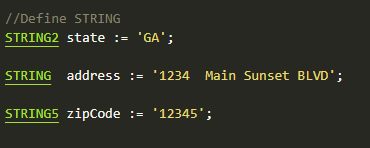 //Define STRING
STRING2 state := 'GA';
STRING  address := '1234  Main Sunset BLVD';
STRING5 zipCode := '12345';